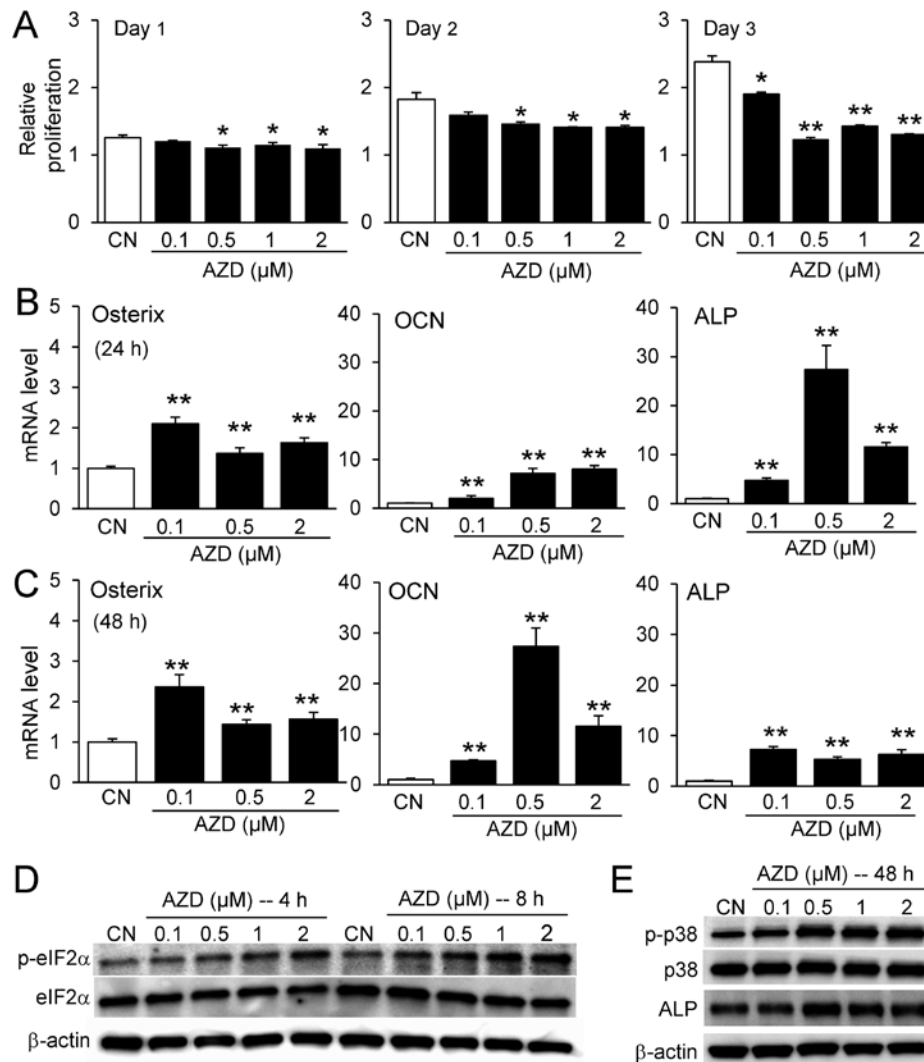 A
Day 1
Day 2
Day 3
Relative
proliferation
3
2
1
0
3
2
1
0
3
2
1
0
* * *
* * *
* ** ** **
CN 0.1 0.5 1 2
CN 0.1 0.5 1 2
CN 0.1 0.5 1 2
AZD (µM)
AZD (µM)
AZD (µM)
B
Osterix
(24 h)
OCN
ALP
mRNA level
5
4
3
2
1
0
40
30
20
10
0
40
30
20
10
0
** ** **
** ** **
** ** **
CN 0.1 0.5 2
CN 0.1 0.5 2
CN 0.1 0.5 2
AZD (µM)
AZD (µM)
AZD (µM)
C
Osterix
(48 h)
OCN
ALP
mRNA level
5
4
3
2
1
0
40
30
20
10
0
40
30
20
10
0
** ** **
** ** **
** ** **
CN 0.1 0.5 2
CN 0.1 0.5 2
CN 0.1 0.5 2
AZD (µM)
AZD (µM)
AZD (µM)
D
AZD (µM) -- 4 h
AZD (µM) -- 8 h
CN 0.1 0.5 1 2 CN 0.1 0.5 1 2
p-eIF2α
eIF2α
β-actin
E
AZD (µM) -- 48 h
CN 0.1 0.5 1 2
p-p38
p38
ALP
β-actin